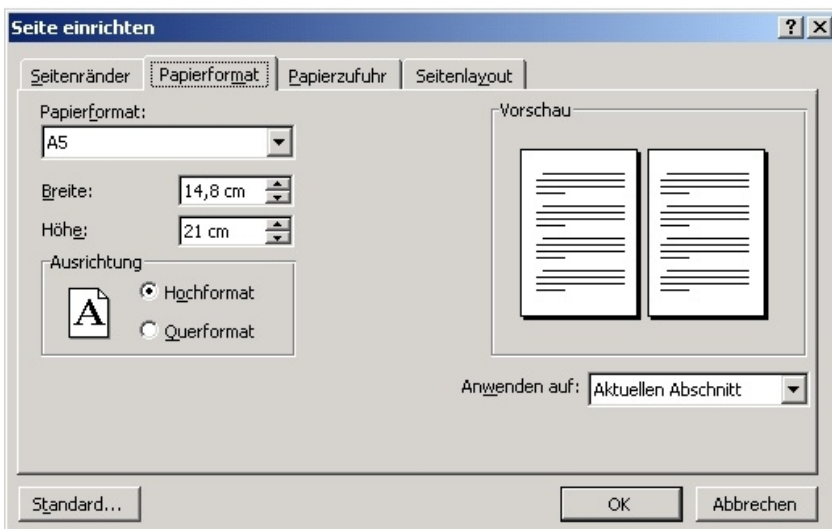 Seite einrichten
Seitenränder Papierformat Papierzufuhr Seitenlayout
Papierformat:
A5
Breite: 14,8 cm
Höhe: 21 cm
Ausrichtung
A
Hochformat
Querformat
Vorschau
Anwenden auf: Aktuellen Abschnitt
Standard... OK Abbrechen